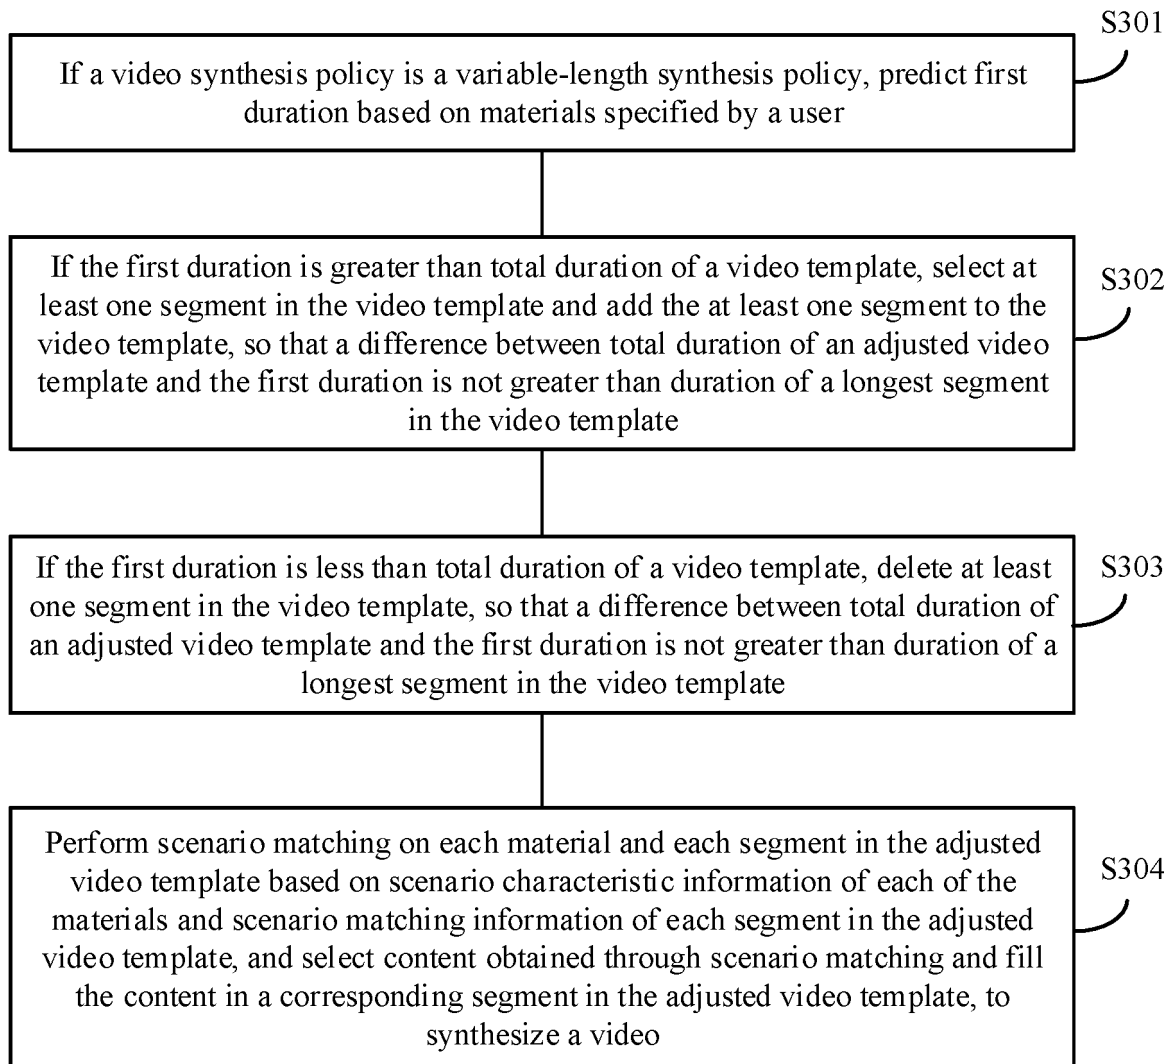 S301
If a video synthesis policy is a variable-length synthesis policy, predict first
duration based on materials specified by a user
If the first duration is greater than total duration of a video template, select at
least one segment in the video template and add the at least one segment to the
video template, so that a difference between total duration of an adjusted video
template and the first duration is not greater than duration of a longest segment
in the video template
S302
If the first duration is less than total duration of a video template, delete at least
one segment in the video template, so that a difference between total duration of
an adjusted video template and the first duration is not greater than duration of a
longest segment in the video template
S303
Perform scenario matching on each material and each segment in the adjusted
video template based on scenario characteristic information of each of the
materials and scenario matching information of each segment in the adjusted
video template, and select content obtained through scenario matching and fill
the content in a corresponding segment in the adjusted video template, to
synthesize a video
S304